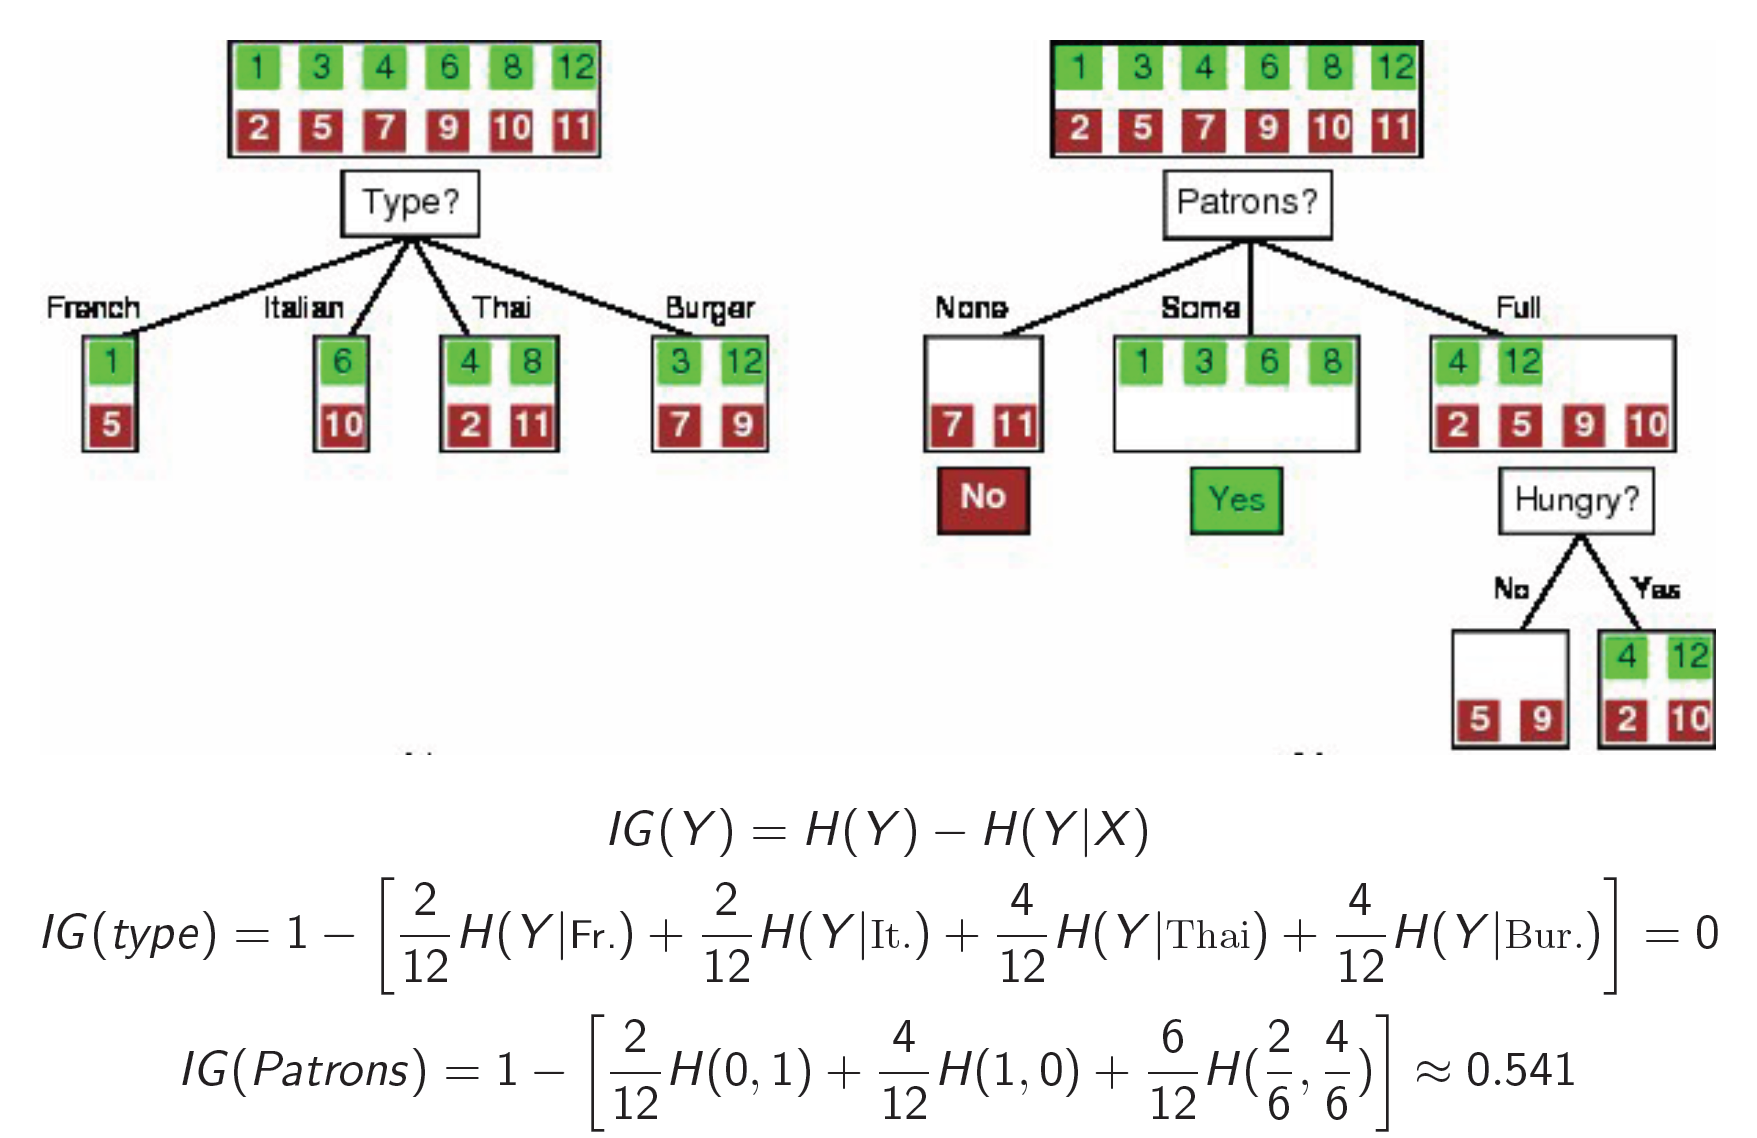 1 3 4 6 8 12
2 5 7 9 10 11
Type?
French Italian Thai Burger
1 6 4 8 3 12
5 10 2 11 7 9
1 3 4 6 8 12
2 5 7 9 10 11
Patrons?
None Some Full
1 3 6 8 4 12
7 11 2 5 9 10
No Yes Hungry?
No Yes
4 12
5 9 2 10
IG(Y) = H(Y) − H(Y|X)
IG(type) = 1 − [2/12 H(Y|Fr.) + 2/12 H(Y|It.) + 4/12 H(Y|Thai) + 4/12 H(Y|Bur.)] = 0
IG(Patrons) = 1 − [2/12 H(0, 1) + 4/12 H(1, 0) + 6/12 H(2/6, 4/6)] ≈ 0.541